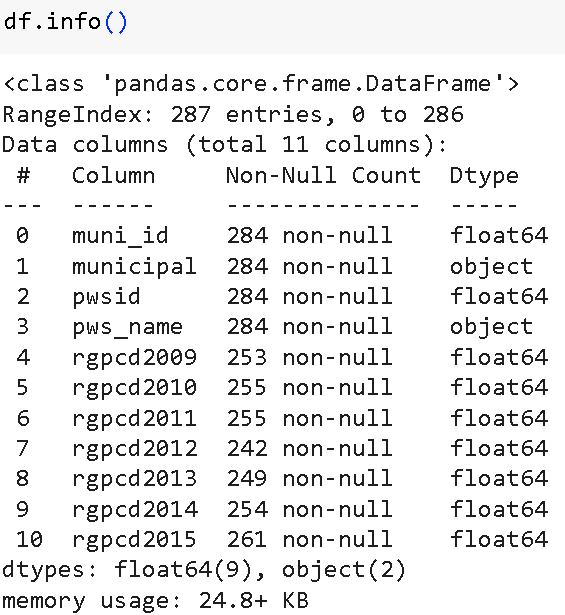 df.info()
<class 'pandas.core.frame.DataFrame'>
RangeIndex: 287 entries, 0 to 286
Data columns (total 11 columns):
 #   Column     Non-Null Count  Dtype
---  ------     --------------  -----
 0   muni_id    284 non-null    float64
 1   municipal  284 non-null    object
 2   pwsid      284 non-null    float64
 3   pws_name   284 non-null    object
 4   rgpcd2009  253 non-null    float64
 5   rgpcd2010  255 non-null    float64
 6   rgpcd2011  255 non-null    float64
 7   rgpcd2012  242 non-null    float64
 8   rgpcd2013  249 non-null    float64
 9   rgpcd2014  254 non-null    float64
 10  rgpcd2015  261 non-null    float64
dtypes: float64(9), object(2)
memory usage: 24.8+ KB